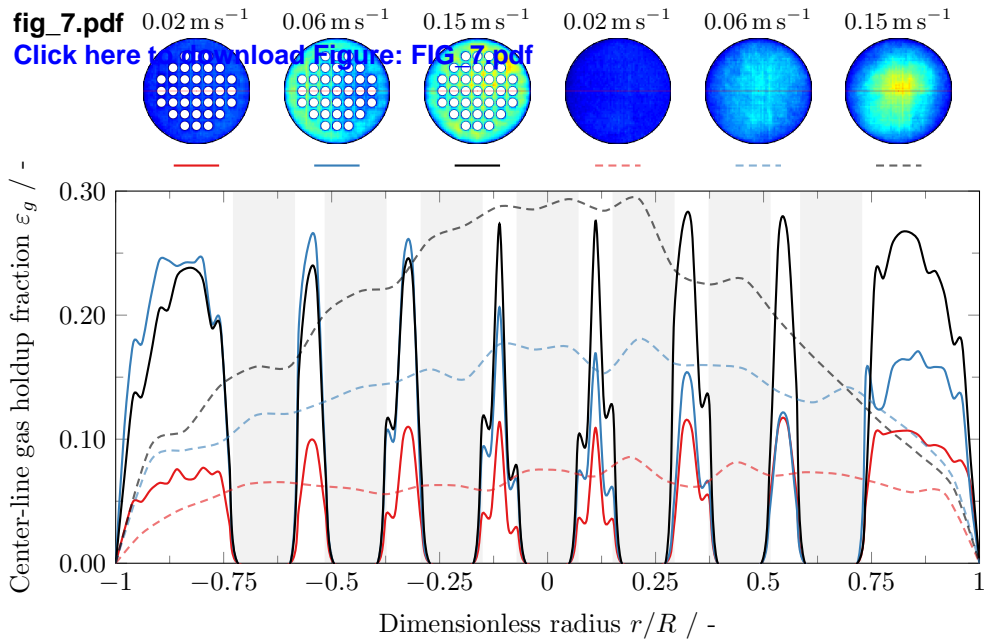 fig_7.pdf
0.02 m s−1 0.06 m s−1 0.15 m s−1 0.02 m s−1 0.06 m s−1 0.15 m s−1
Click here to download Figure: FIG_7.pdf
Center-line gas holdup fraction εg / -
0.30
0.20
0.10
0.00
−1 −0.75 −0.5 −0.25 0 0.25 0.5 0.75 1
Dimensionless radius r/R / -